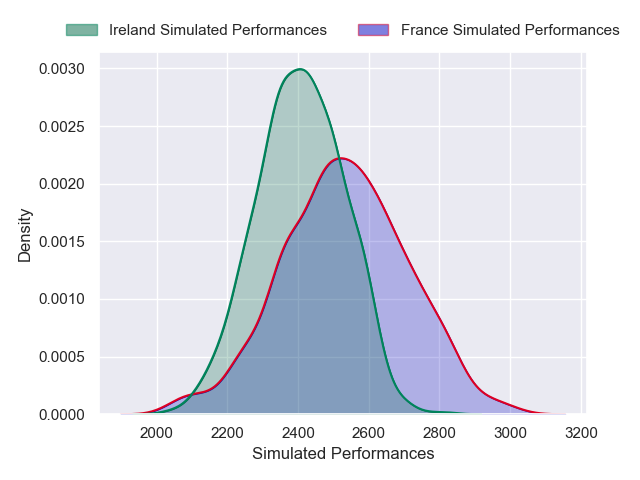 Ireland Simulated Performances France Simulated Performances
0.0030
0.0025
0.0020
0.0015
0.0010
0.0005
0.0000
Density
2000 2200 2400 2600 2800 3000 3200
Simulated Performances